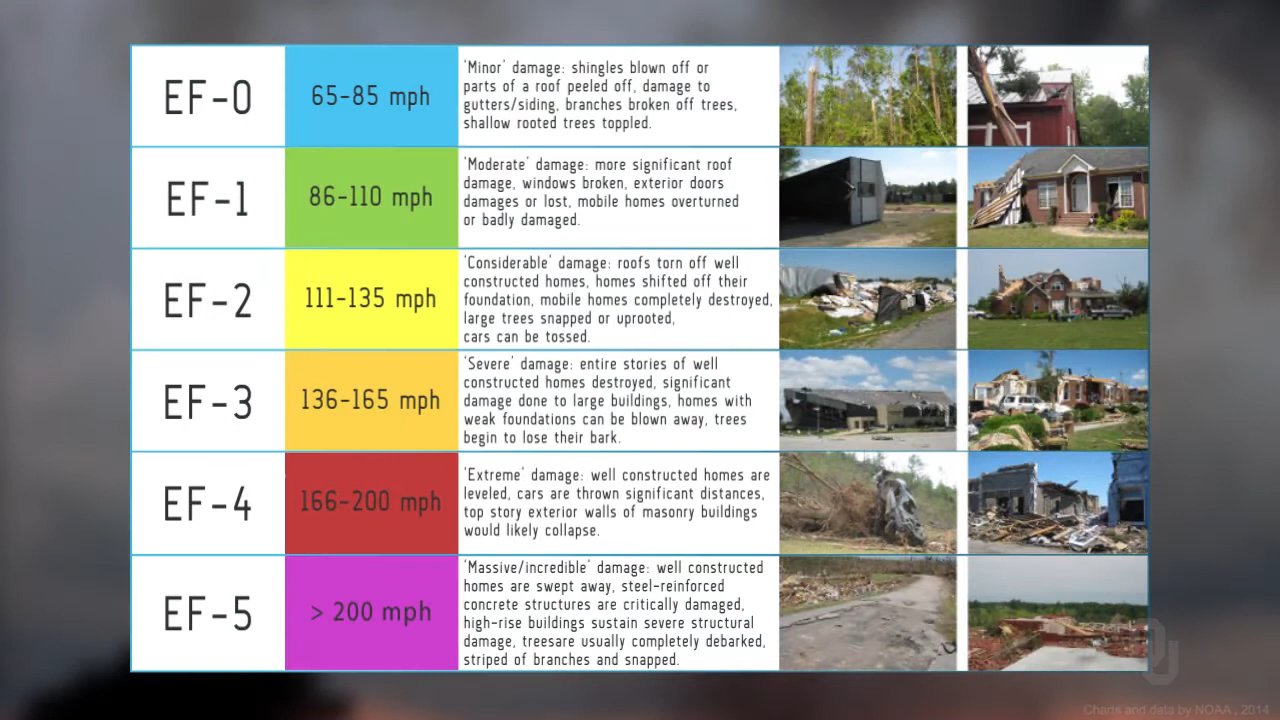 EF-0
65-85 mph
'Minor' damage: shingles blown off or
parts of a roof peeled off, damage to
gutters/siding, branches broken off trees,
shallow rooted trees toppled.
EF-1
86-110 mph
'Moderate' damage: more significant roof
damage, windows broken, exterior doors
damages or lost, mobile homes overturned
or badly damaged.
EF-2
111-135 mph
'Considerable' damage: roofs torn off well
constructed homes, homes shifted off their
foundation, mobile homes completely destroyed,
large trees snapped or uprooted,
cars can be tossed.
EF-3
136-165 mph
'Severe' damage: entire stories of well
constructed homes destroyed, significant
damage done to large buildings, homes with
weak foundations can be blown away, trees
begin to lose their bark.
EF-4
166-200 mph
'Extreme' damage: well constructed homes are
leveled, cars are thrown significant distances,
top story exterior walls of masonry buildings
would likely collapse.
EF-5
> 200 mph
'Massive/incredible' damage: well constructed
homes are swept away, steel-reinforced
concrete structures are critically damaged,
high-rise buildings sustain severe structural
damage, treesare usually completely debarked,
striped of branches and snapped.
OU
Charts and data by NOAA , 2014